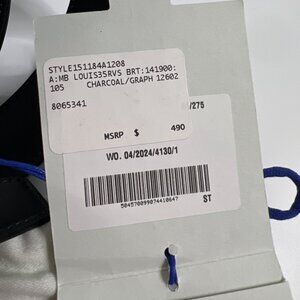 STYLE151184A1208
A:MB LOUIS35RVS BRT:141900:
105 CHARCOAL/GRAPH 12602
8065341
/275
MSRP $ 490
WO. 04/2024/4130/1
504570099074410647
ST